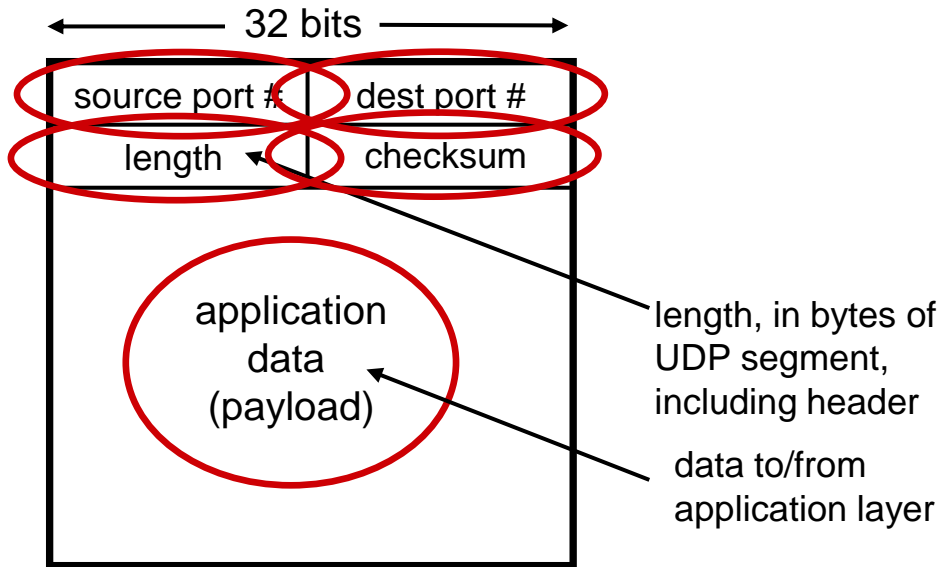 32 bits
source port # dest port #
length checksum
application
data
(payload)
length, in bytes of
UDP segment,
including header
data to/from
application layer